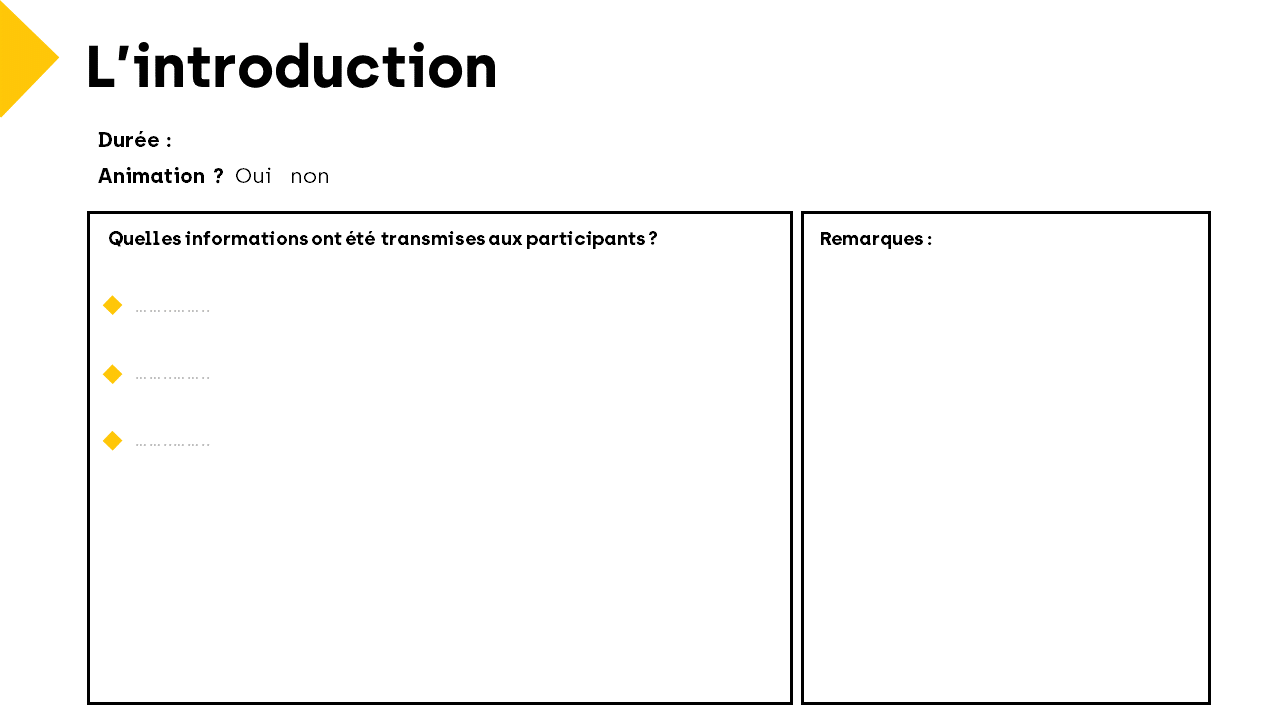 L’introduction
Durée :
Animation ? Oui non
Quelles informations ont été transmises aux participants ?
……………..
……………..
……………..
Remarques :